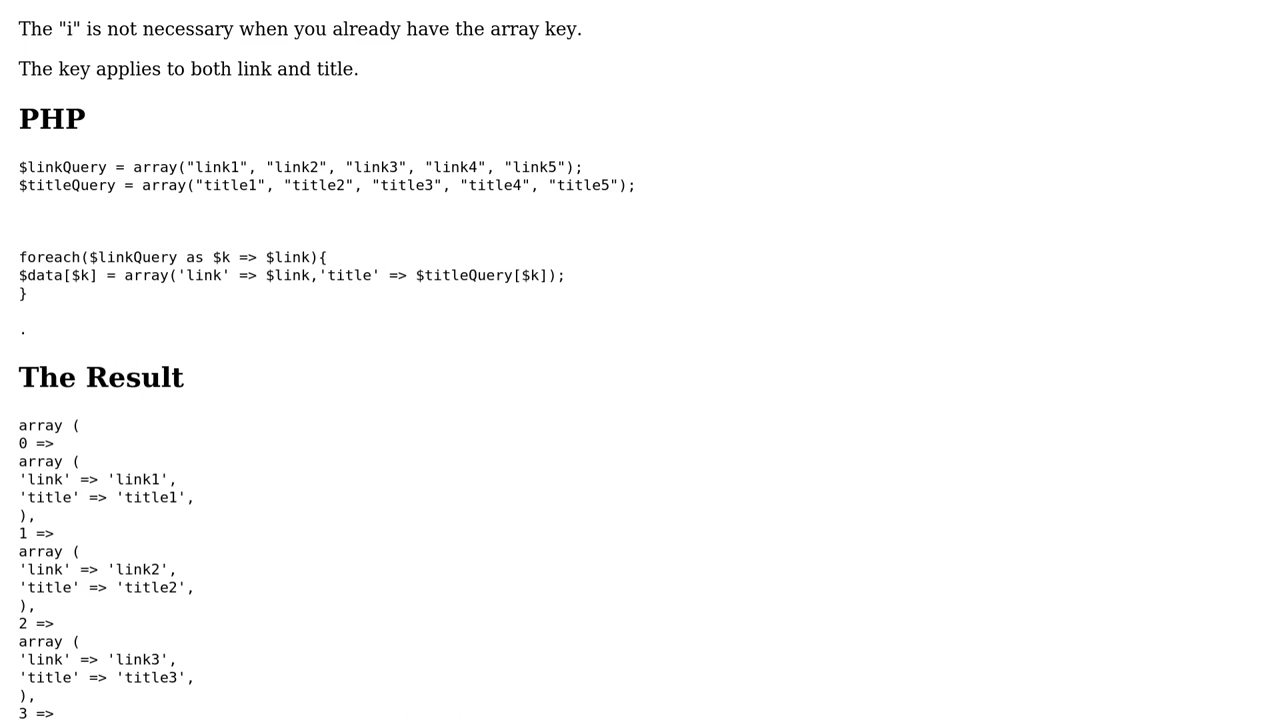 The "i" is not necessary when you already have the array key.
The key applies to both link and title.
PHP
$linkQuery = array("link1", "link2", "link3", "link4", "link5");
$titleQuery = array("title1", "title2", "title3", "title4", "title5");
foreach($linkQuery as $k => $link){
$data[$k] = array('link' => $link,'title' => $titleQuery[$k]);
}
.
The Result
array (
0 =>
array (
'link' => 'link1',
'title' => 'title1',
),
1 =>
array (
'link' => 'link2',
'title' => 'title2',
),
2 =>
array (
'link' => 'link3',
'title' => 'title3',
),
3 =>